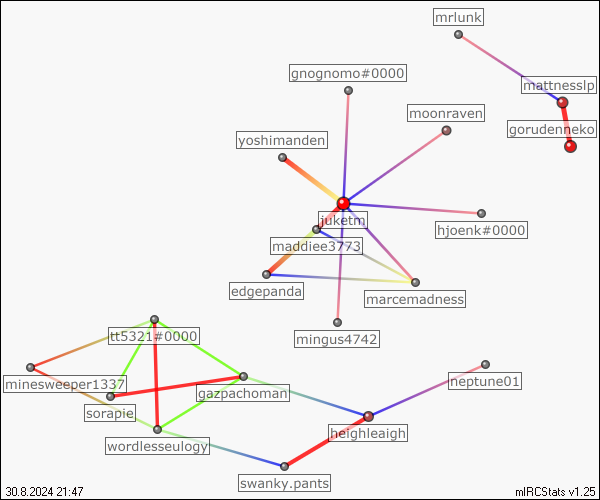 mrlunk
gnognomo#0000
mattnesslp
moonraven
gorudenneko
yoshimanden
juketm
hjoenk#0000
maddiee3773
edgepanda
marcemadness
tt5321#0000
mingus4742
minesweeper1337
neptune01
gazpachoman
sorapie
heighleaigh
wordlesseulogy
swanky.pants
30.8.2024 21:47
mIRCStats v1.25